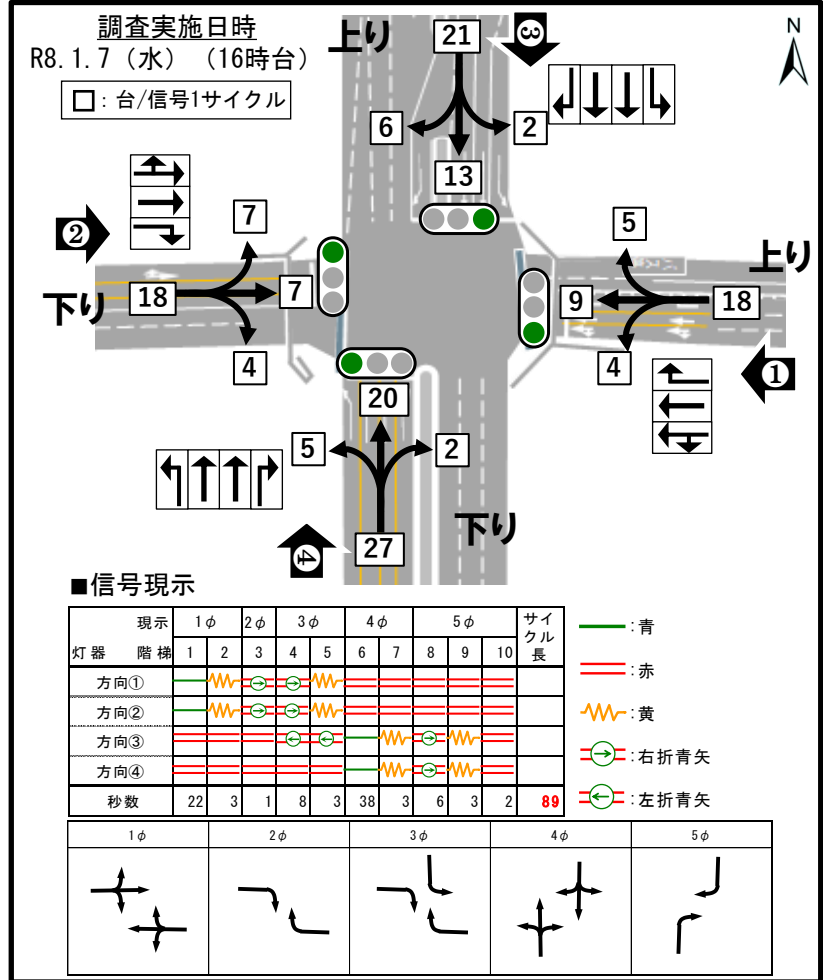 調査実施日時
R8.1.7（水）（16時台）
□：台/信号1サイクル
上り
21
③
N
6
2
13
②
7
5
上り
下り
18
7
9
18
4
4
①
20
5
2
④
27
下り
■信号現示
現示 1φ 2φ 3φ 4φ 5φ サイクル長
灯器 階梯 1 2 3 4 5 6 7 8 9 10
方向①
方向②
方向③
方向④
秒数 22 3 1 8 3 38 3 6 3 2 89
：青
：赤
：黄
：右折青矢
：左折青矢
1φ 2φ 3φ 4φ 5φ